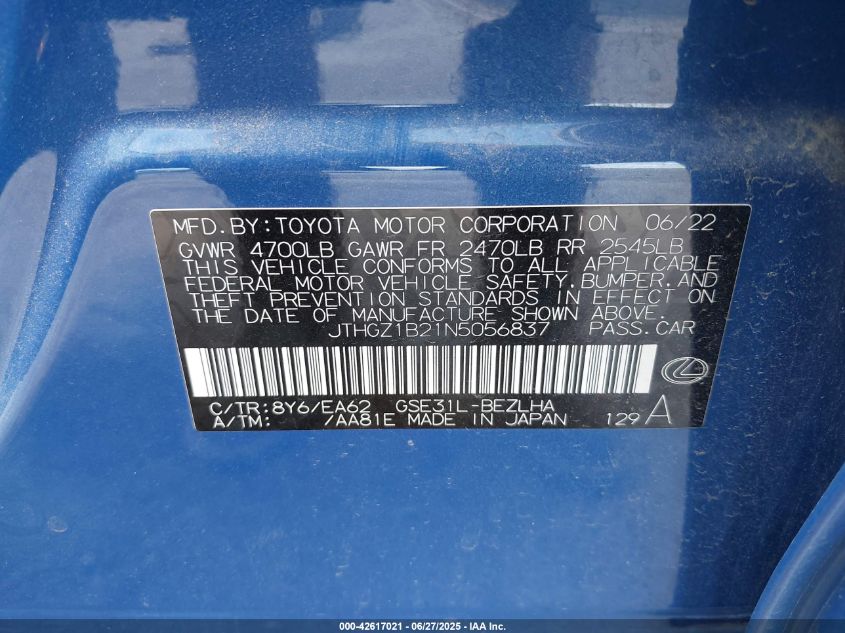 MFD.BY:TOYOTA MOTOR CORPORATION 06/22
GVWR 4700LB GAWR FR 2470LB RR 2545LB
THIS VEHICLE CONFORMS TO ALL APPLICABLE
FEDERAL MOTOR VEHICLE SAFETY,BUMPER,AND
THEFT PREVENTION STANDARDS IN EFFECT ON
THE DATE OF MANUFACTURE SHOWN ABOVE.
JTHGZ1B21N5056837 PASS.CAR
C/TR:8Y6/EA62 GSE31L-BEZLHA
A/TM: /AA81E MADE IN JAPAN 129 A
000-42617021 - 06/27/2025 - IAA Inc.